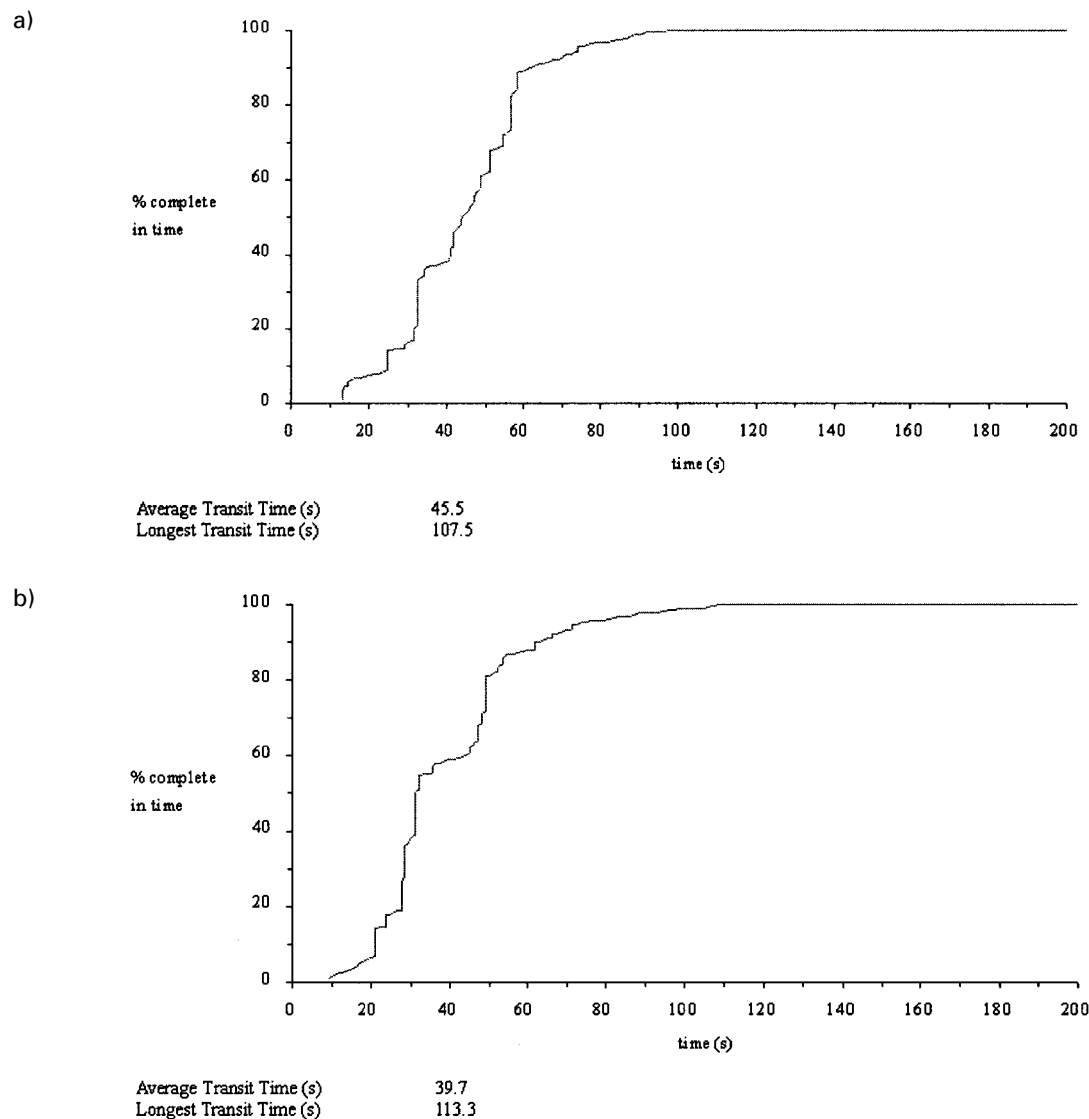 a)
100
80
60
% complete
in time
40
20
0
0 20 40 60 80 100 120 140 160 180 200
time (s)
Average Transit Time (s) 45.5
Longest Transit Time (s) 107.5
b)
100
80
60
% complete
in time
40
20
0
0 20 40 60 80 100 120 140 160 180 200
time (s)
Average Transit Time (s) 39.7
Longest Transit Time (s) 113.3